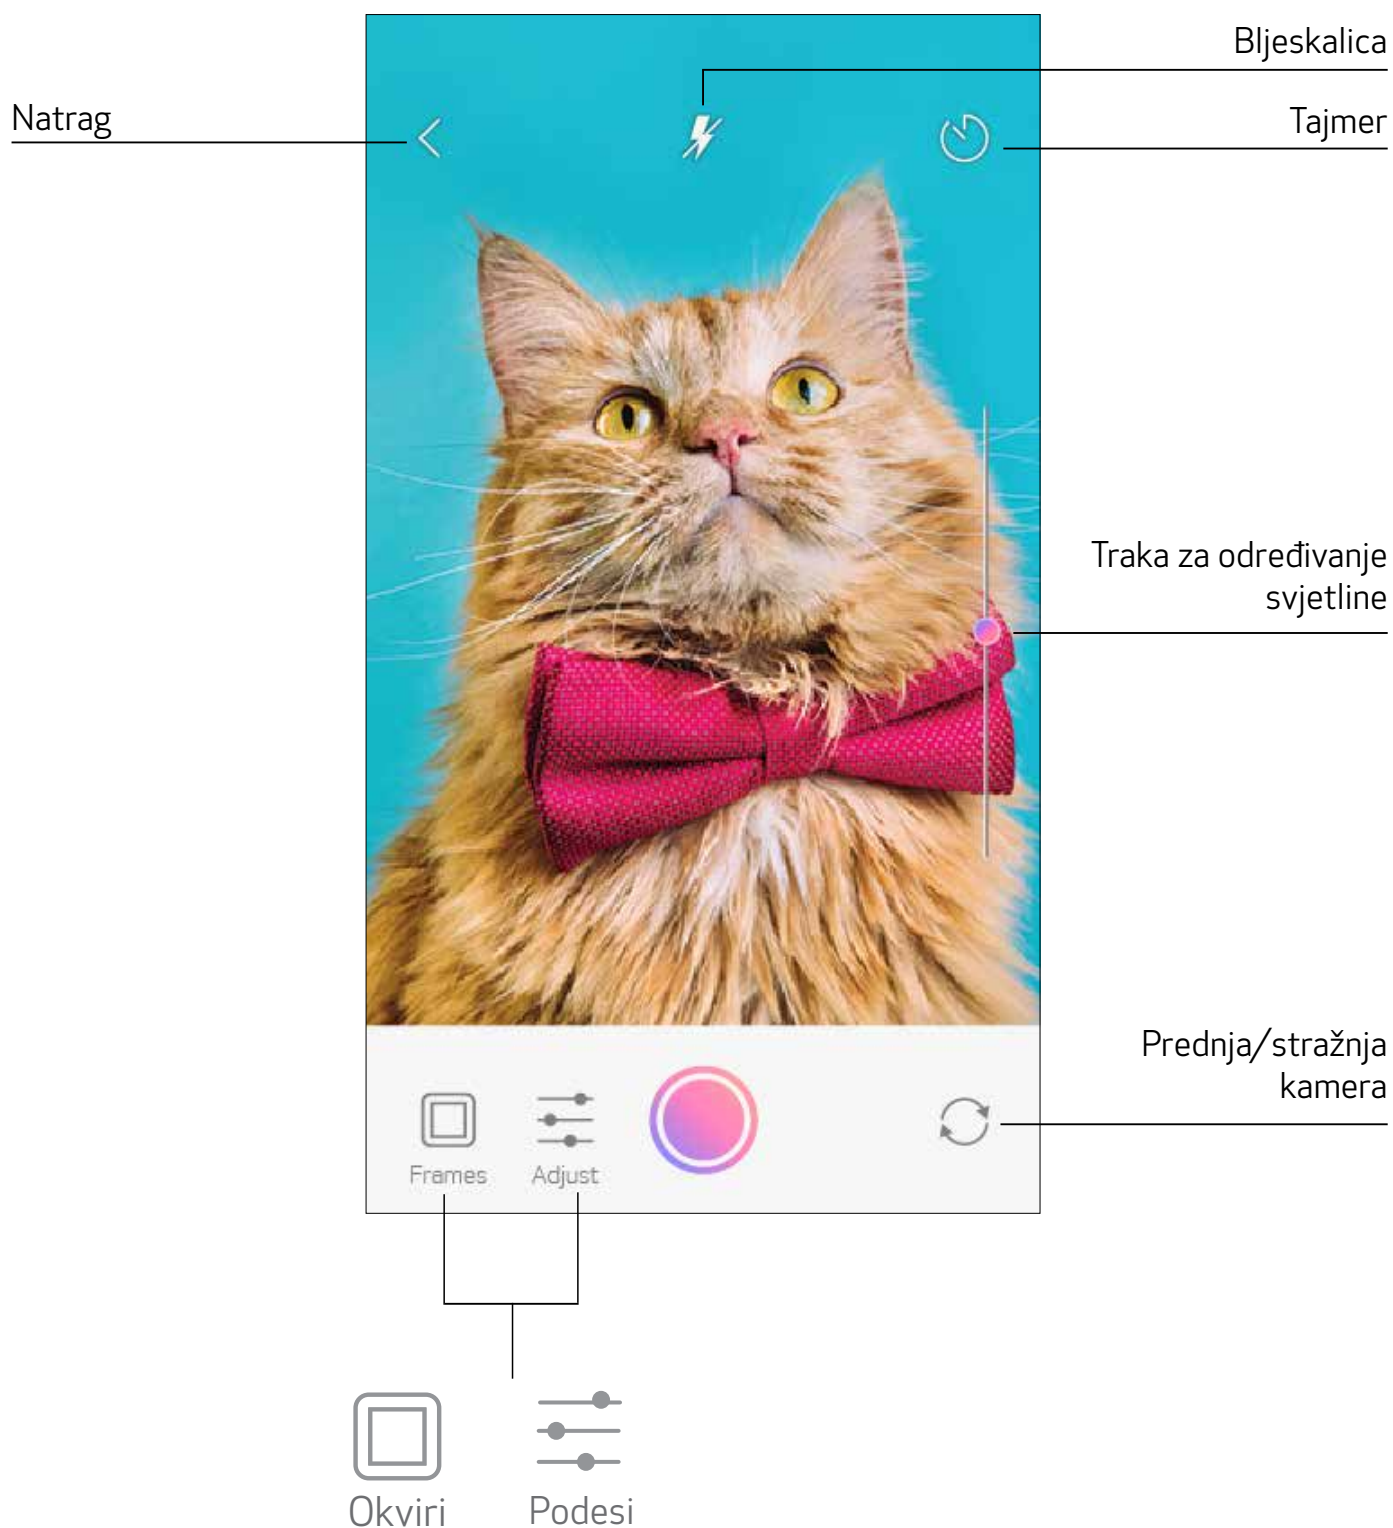 Bljeskalica
Natrag
Tajmer
Traka za određivanje
svjetline
Prednja/stražnja
kamera
Frames
Adjust
Okviri
Podesi